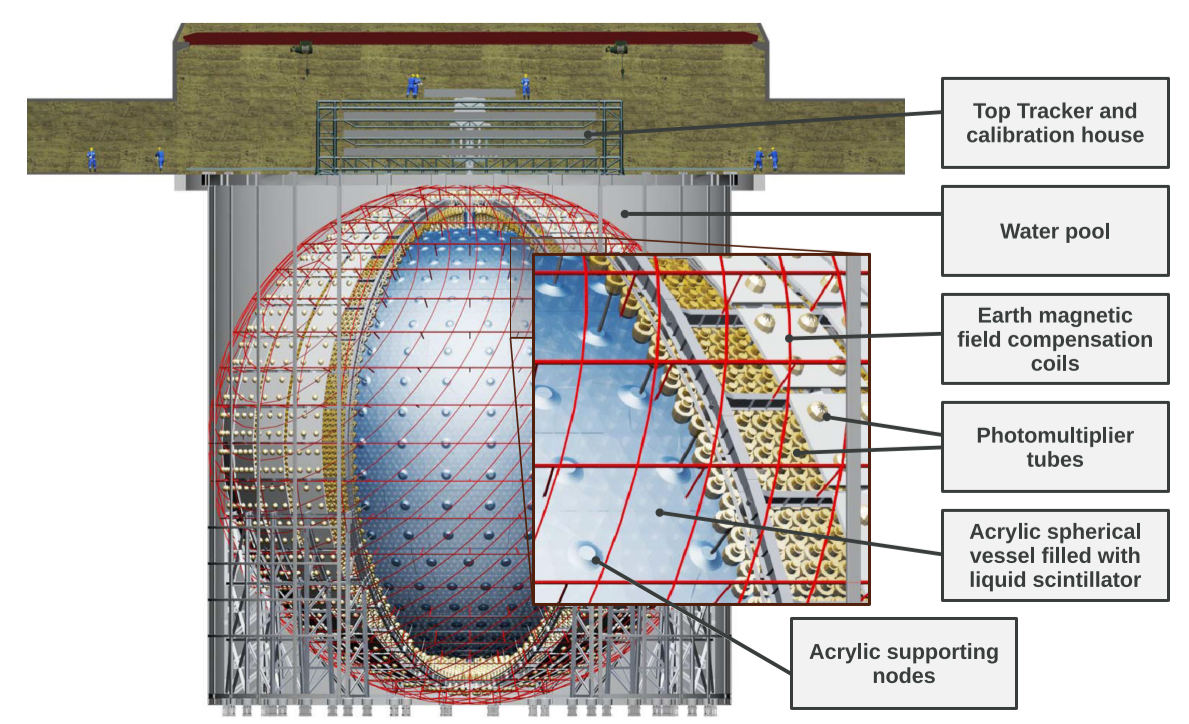 Top Tracker and
calibration house
Water pool
Earth magnetic
field compensation
coils
Photomultiplier
tubes
Acrylic spherical
vessel filled with
liquid scintillator
Acrylic supporting
nodes